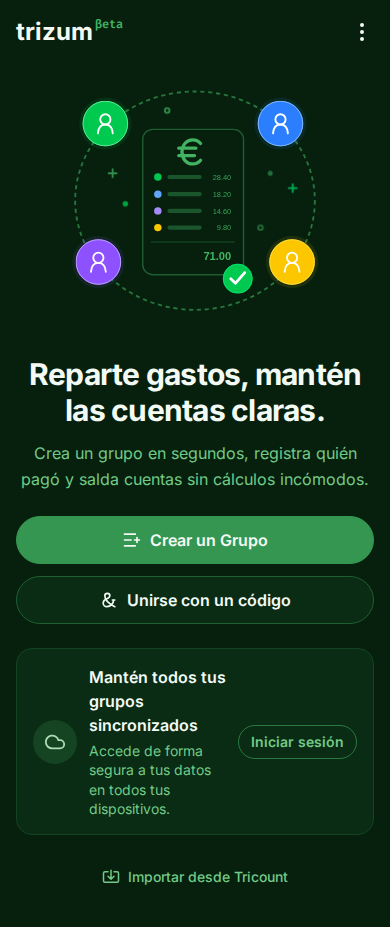 trizum βeta
€
28.40
18.20
14.60
9.80
71.00
Reparte gastos, mantén
las cuentas claras.
Crea un grupo en segundos, registra quién
pagó y salda cuentas sin cálculos incómodos.
Crear un Grupo
& Unirse con un código
Mantén todos tus
grupos
sincronizados
Accede de forma
segura a tus datos
en todos tus
dispositivos.
Iniciar sesión
Importar desde Tricount